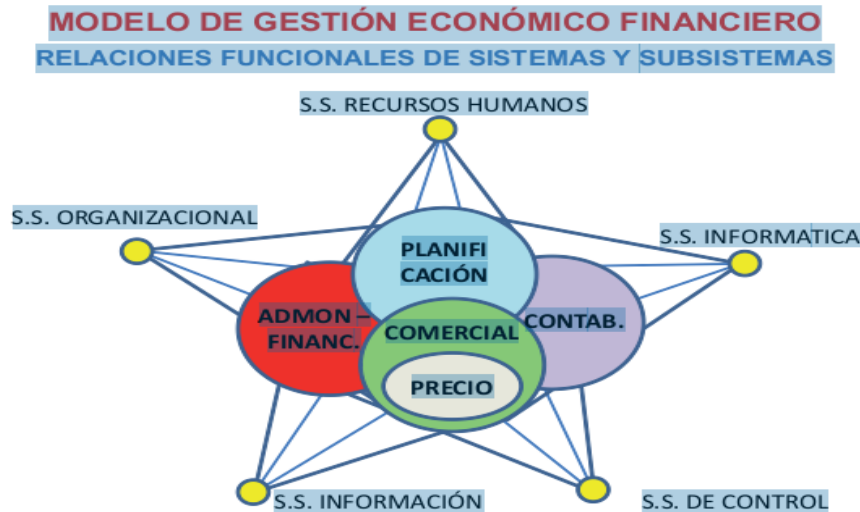 MODELO DE GESTIÓN ECONÓMICO FINANCIERO
RELACIONES FUNCIONALES DE SISTEMAS Y SUBSISTEMAS
S.S. RECURSOS HUMANOS
S.S. ORGANIZACIONAL
S.S. INFORMATICA
PLANIFI
CACIÓN
ADMON –
FINANC.
COMERCIAL
CONTAB.
PRECIO
S.S. INFORMACIÓN
S.S. DE CONTROL